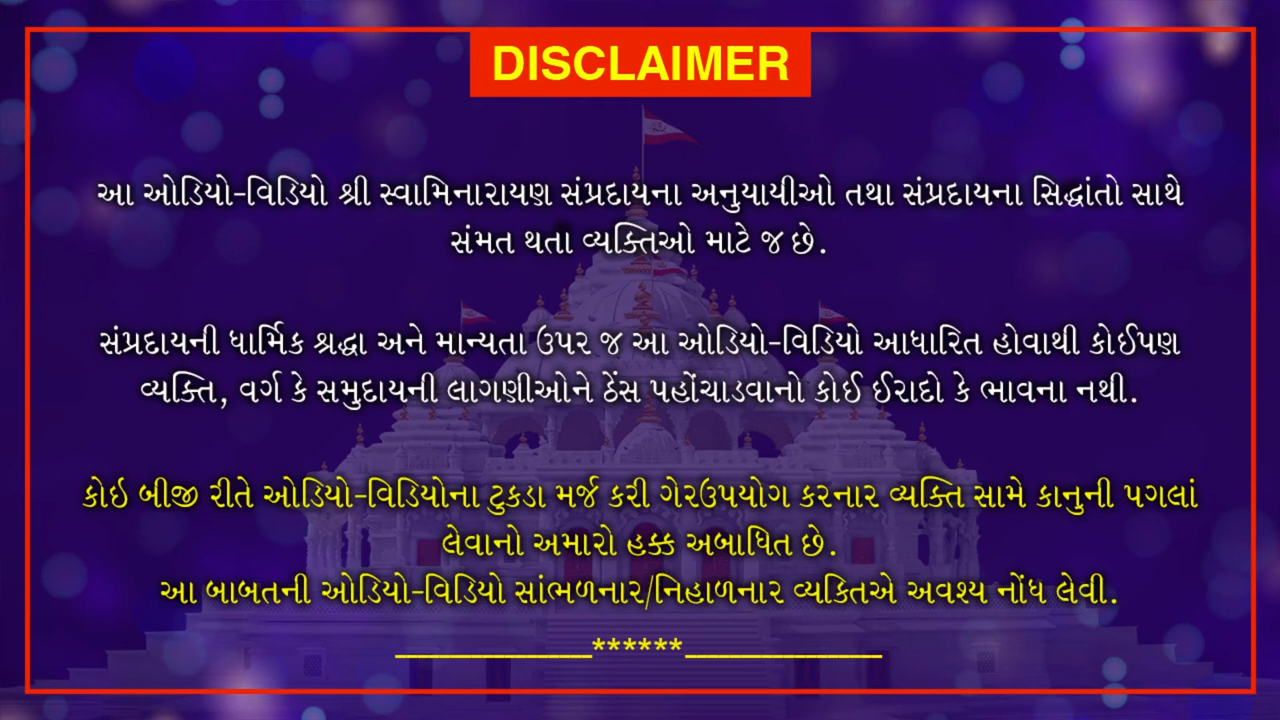 DISCLAIMER
આ ઓડિયો-વિડિયો શ્રી સ્વામિનારાયણ સંપ્રદાયના અનુયાયીઓ તથા સંપ્રદાયના સિદ્ધાંતો સાથે
સંમત થતા વ્યક્તિઓ માટે જ છે.
સંપ્રદાયની ધાર્મિક શ્રદ્ધા અને માન્યતા ઉપર જ આ ઓડિયો-વિડિયો આધારિત હોવાથી કોઈપણ
વ્યક્તિ, વર્ગ કે સમુદાયની લાગણીઓને ઠેંસ પહોંચાડવાનો કોઈ ઈરાદો કે ભાવના નથી.
કોઇ બીજી રીતે ઓડિયો-વિડિયોના ટુકડા મર્જ કરી ગેરઉપયોગ કરનાર વ્યક્તિ સામે કાનુની પગલાં
લેવાનો અમારો હક્ક અબાધિત છે.
આ બાબતની ઓડિયો-વિડિયો સાંભળનાર/નિહાળનાર વ્યકિતએ અવશ્ય નોંધ લેવી.
______________******______________